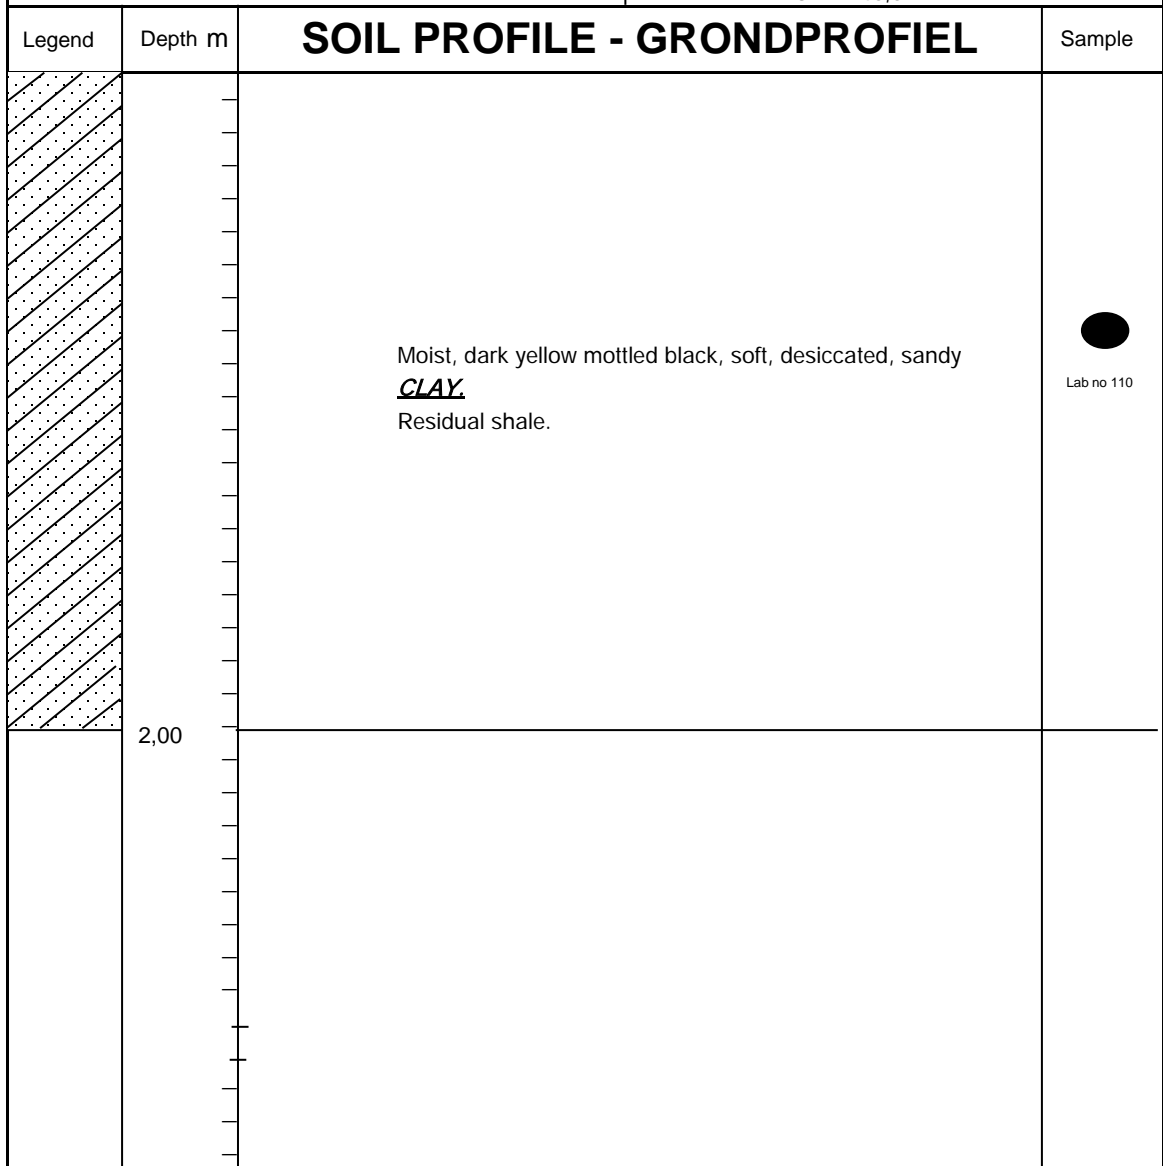 Legend
Depth m
SOIL PROFILE - GRONDPROFIEL
Sample
Moist, dark yellow mottled black, soft, desiccated, sandy
CLAY.
Residual shale.
Lab no 110
2,00